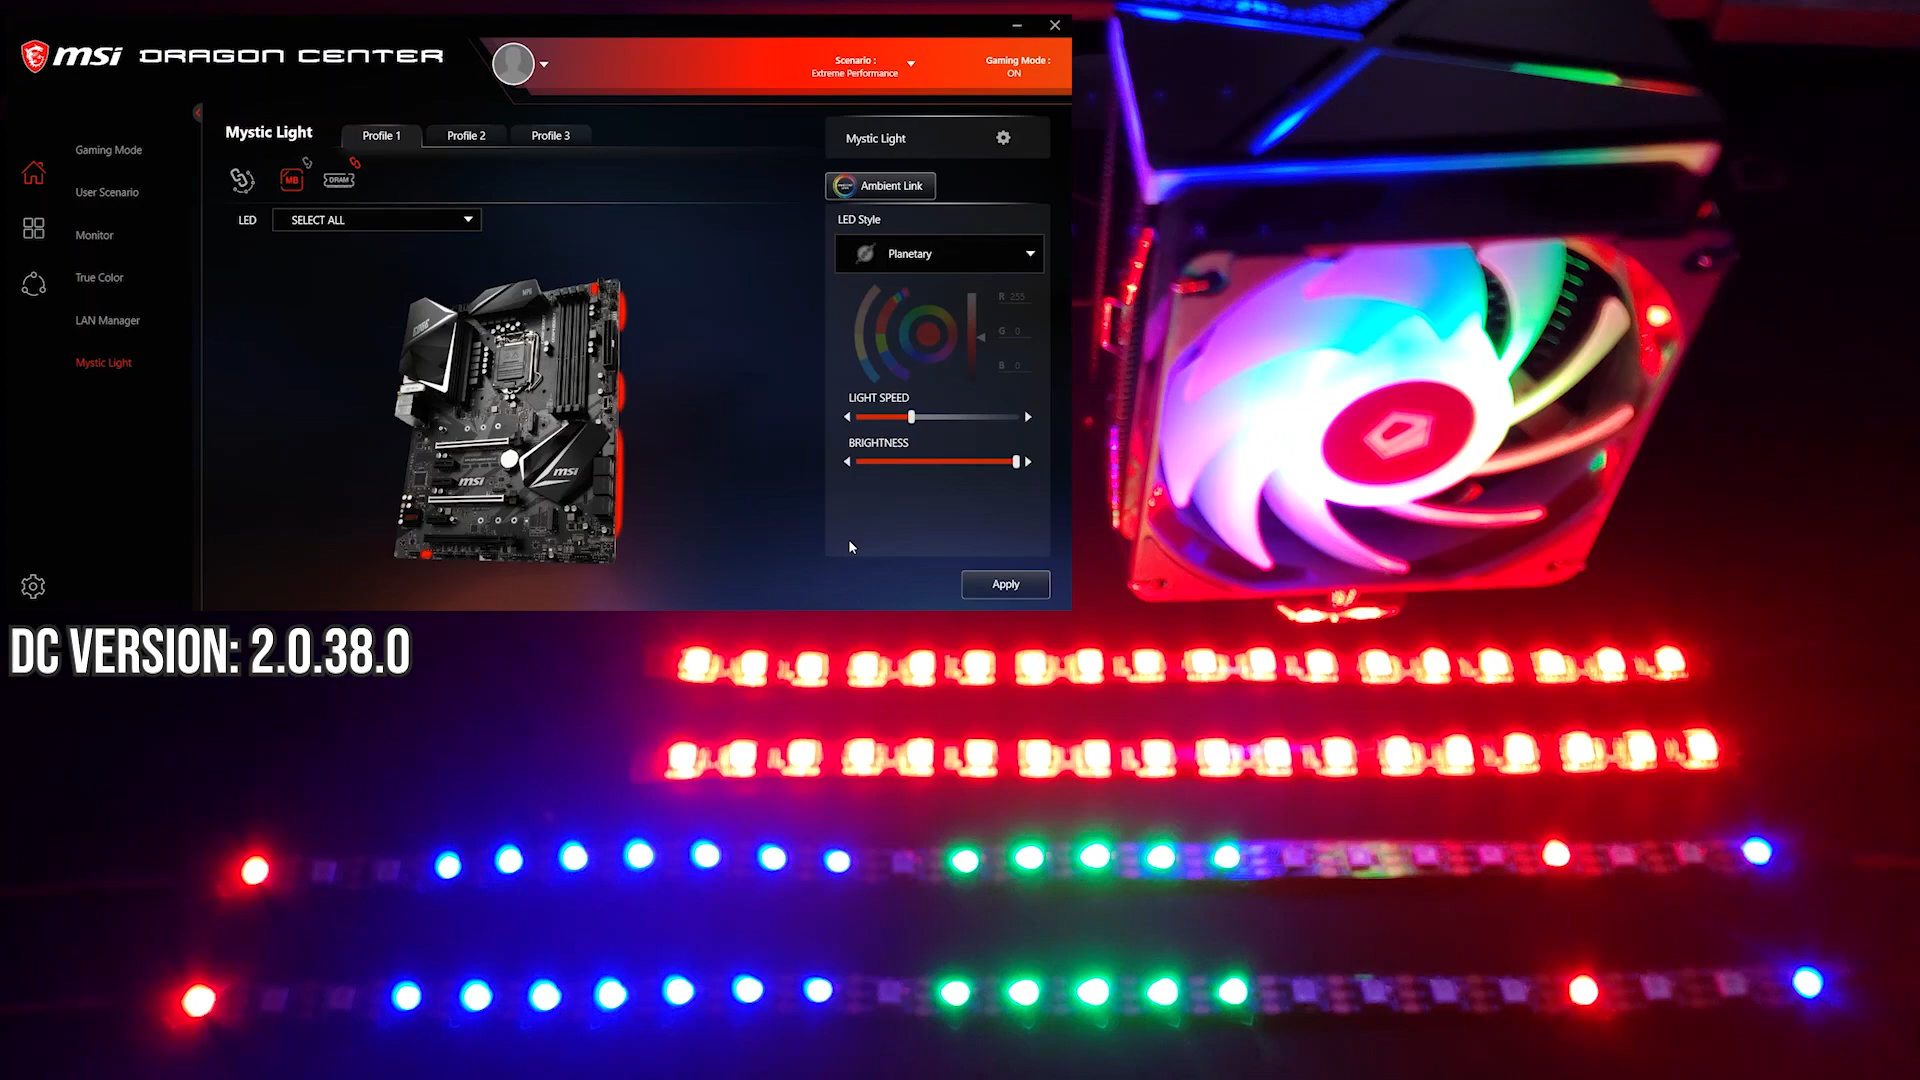 msi DRAGON CENTER
Scenario :
Extreme Performance
Gaming Mode :
ON
Gaming Mode
User Scenario
Monitor
True Color
LAN Manager
Mystic Light
Mystic Light
Profile 1
Profile 2
Profile 3
MB
DRAM
LED
SELECT ALL
Mystic Light
Ambient Link
LED Style
Planetary
R 255
G 0
B 0
LIGHT SPEED
BRIGHTNESS
Apply
msi
msi
DC VERSION: 2.0.38.0